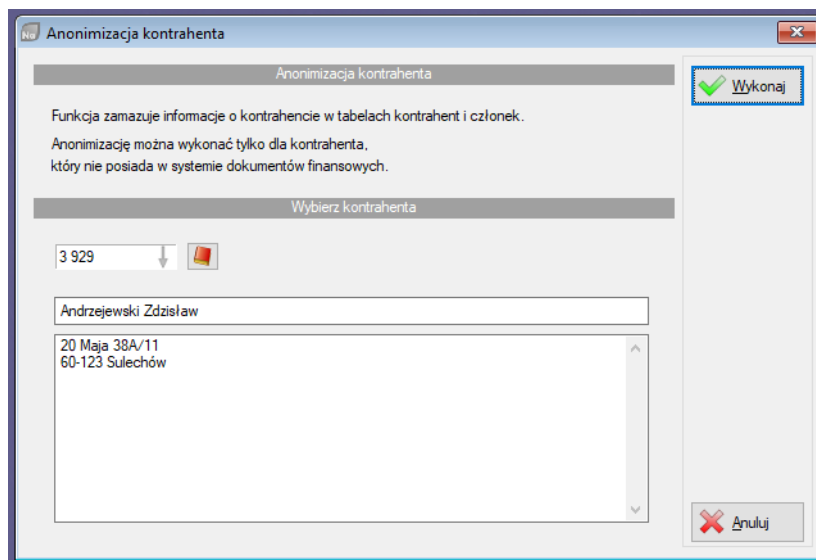 Anonimizacja kontrahenta
Anonimizacja kontrahenta
Funkcja zamazuje informacje o kontrahencie w tabelach kontrahent i członek.
Anonimizację można wykonać tylko dla kontrahenta,
który nie posiada w systemie dokumentów finansowych.
Wybierz kontrahenta
3 929
Andrzejewski Zdzisław
20 Maja 38A/11
60-123 Sulechów
Wykonaj
Anuluj